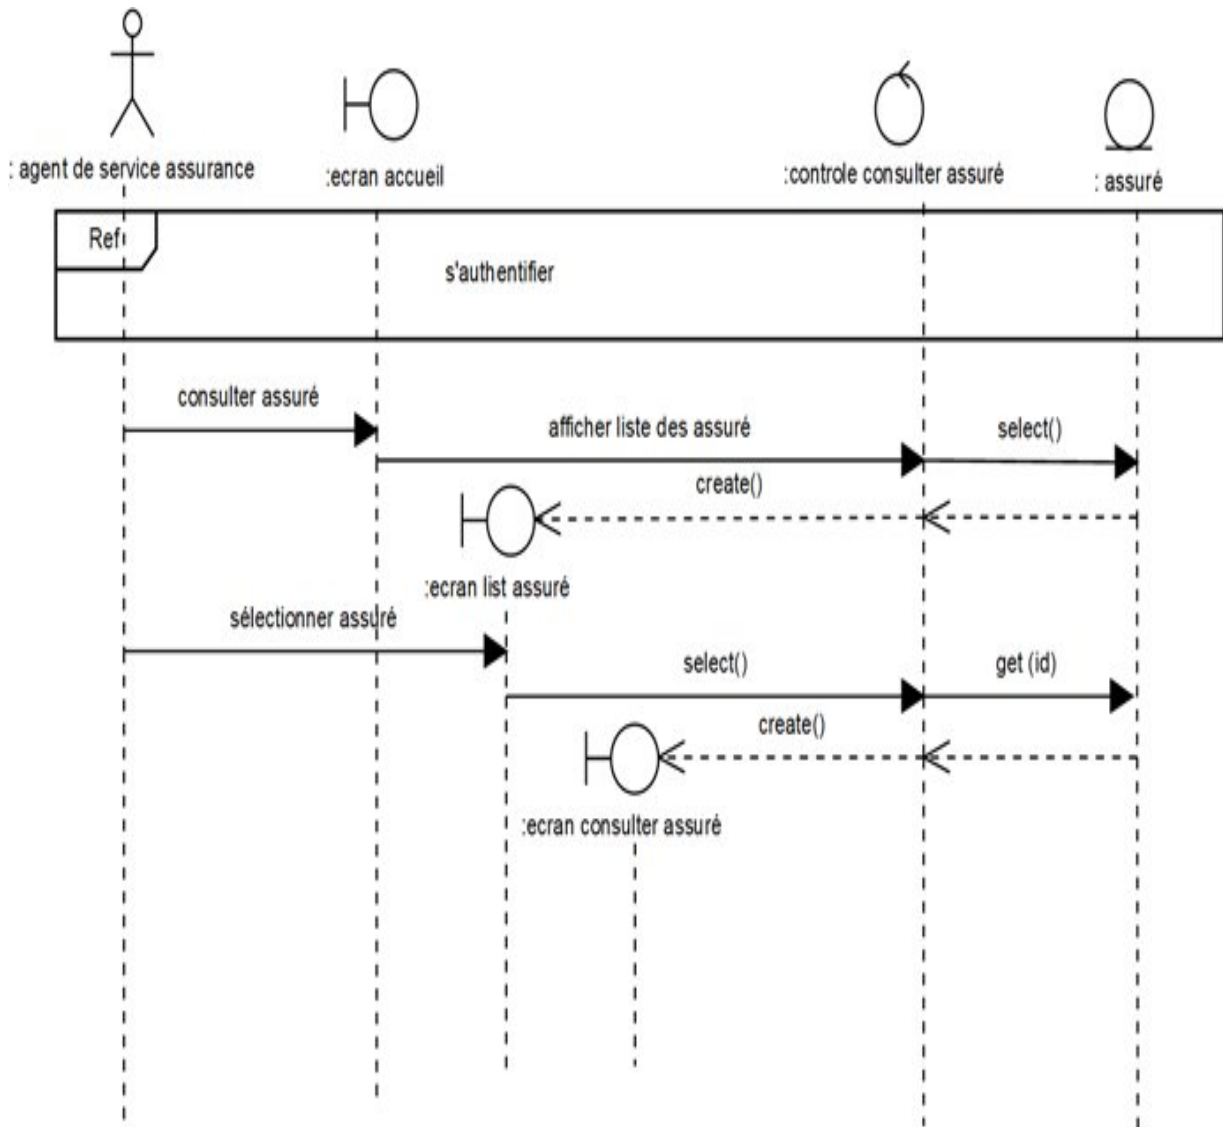 : agent de service assurance
:ecran accueil
:controle consulter assuré
: assuré
Ref
s'authentifier
consulter assuré
afficher liste des assuré
select()
create()
:ecran list assuré
sélectionner assuré
select()
get (id)
create()
:ecran consulter assuré